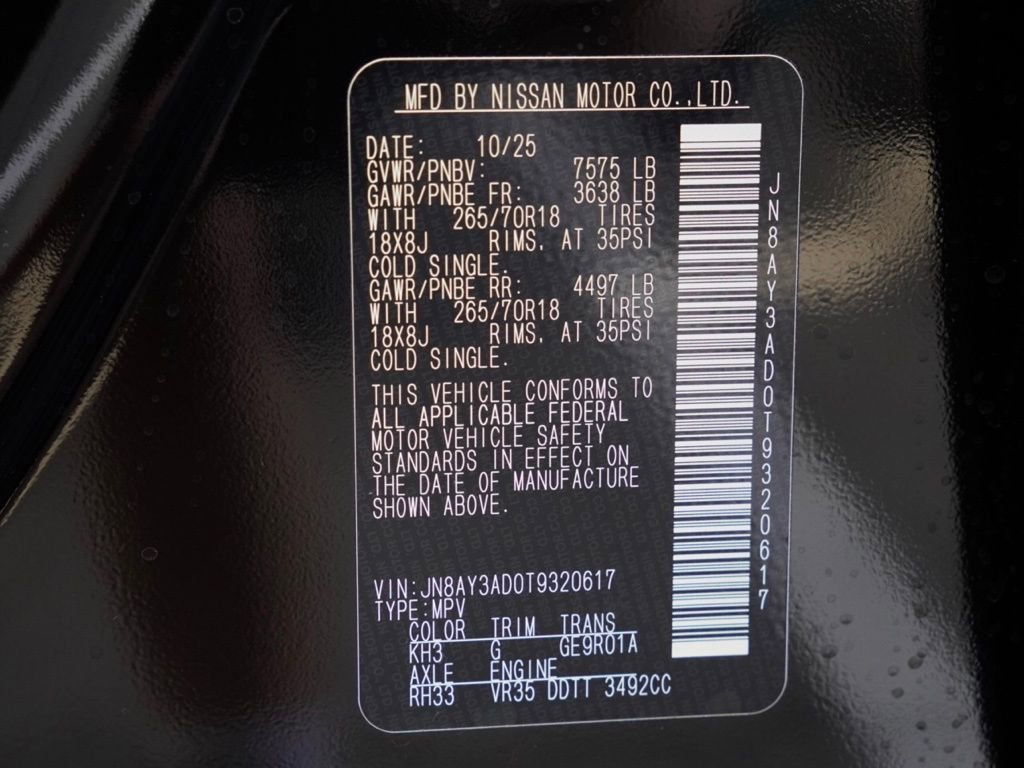 MFD BY NISSAN MOTOR CO.,LTD.
DATE: 10/25
GVWR/PNBV: 7575 LB
GAWR/PNBE FR: 3638 LB
WITH 265/70R18 TIRES
18X8J RIMS, AT 35PSI
COLD SINGLE.
GAWR/PNBE RR: 4497 LB
WITH 265/70R18 TIRES
18X8J RIMS, AT 35PSI
COLD SINGLE.
THIS VEHICLE CONFORMS TO
ALL APPLICABLE FEDERAL
MOTOR VEHICLE SAFETY
STANDARDS IN EFFECT ON
THE DATE OF MANUFACTURE
SHOWN ABOVE.
VIN:JN8AY3AD0T9320617
TYPE:MPV
COLOR TRIM TRANS
KH3 G GE9R01A
AXLE ENGINE
RH33 VR35 DDTT 3492CC
JN8AY3AD0T9320617